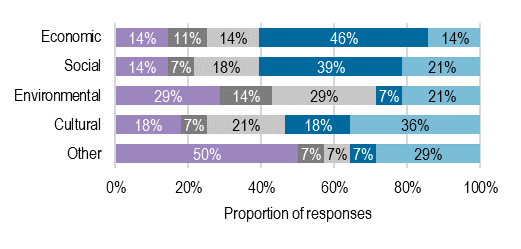 Economic 14% 11% 14% 46% 14%
Social 14% 7% 18% 39% 21%
Environmental 29% 14% 29% 7% 21%
Cultural 18% 7% 21% 18% 36%
Other 50% 7% 7% 7% 29%
0% 20% 40% 60% 80% 100%
Proportion of responses